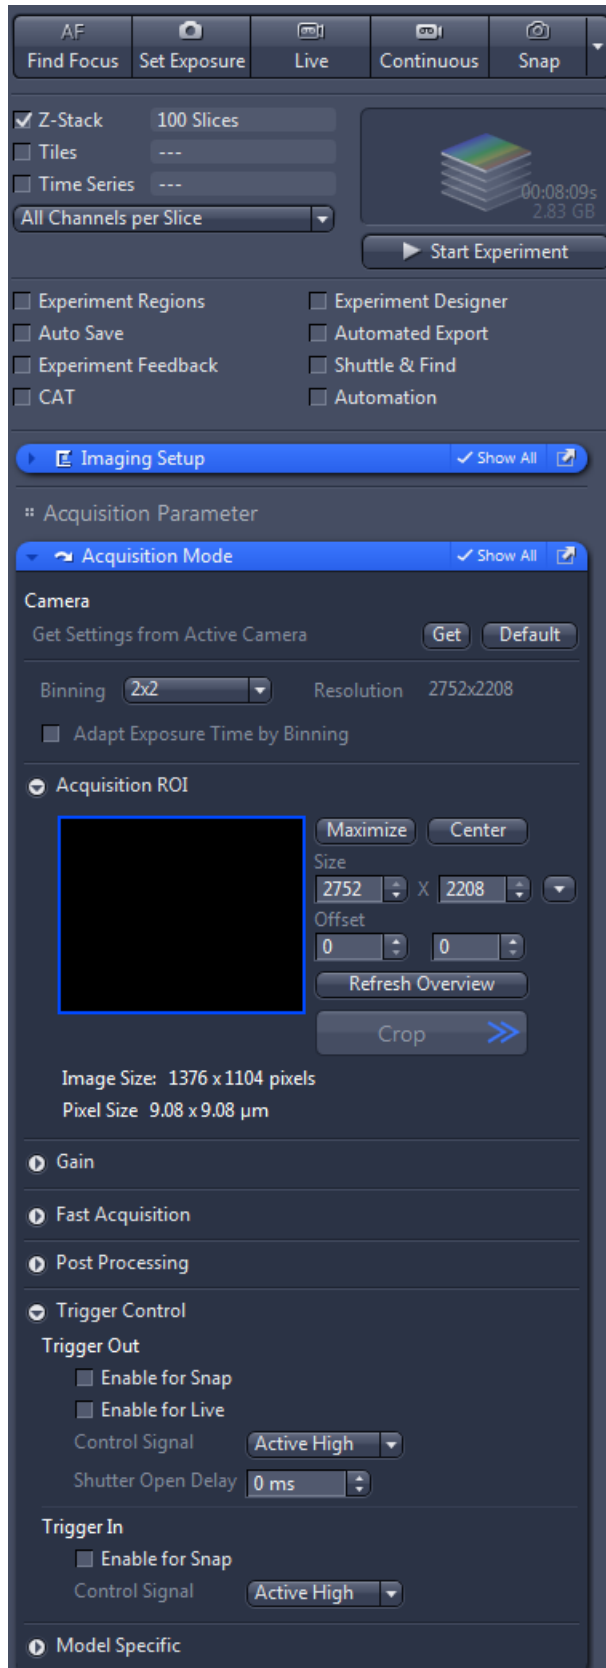 AF
Find Focus Set Exposure Live Continuous Snap
Z-Stack 100 Slices
Tiles ---
Time Series ---
00:08:09s
2.83 GB
All Channels per Slice
Start Experiment
Experiment Regions Experiment Designer
Auto Save Automated Export
Experiment Feedback Shuttle & Find
CAT Automation
Imaging Setup Show All
Acquisition Parameter
Acquisition Mode Show All
Camera
Get Settings from Active Camera Get Default
Binning 2x2 Resolution 2752x2208
Adapt Exposure Time by Binning
Acquisition ROI
Maximize Center
Size
2752 X 2208
Offset
0 0
Refresh Overview
Crop
Image Size: 1376 x 1104 pixels
Pixel Size 9.08 x 9.08 µm
Gain
Fast Acquisition
Post Processing
Trigger Control
Trigger Out
Enable for Snap
Enable for Live
Control Signal Active High
Shutter Open Delay 0 ms
Trigger In
Enable for Snap
Control Signal Active High
Model Specific